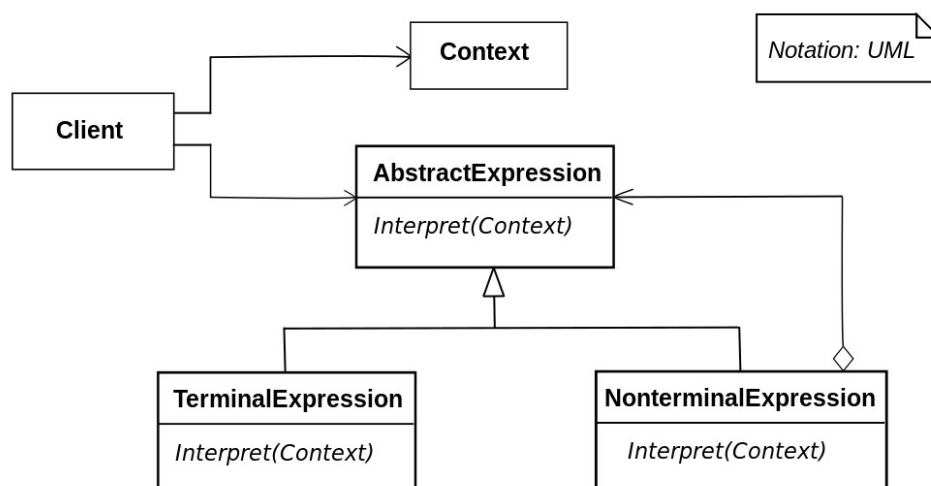 Context
Notation: UML
Client
AbstractExpression
Interpret(Context)
TerminalExpression
Interpret(Context)
NonterminalExpression
Interpret(Context)